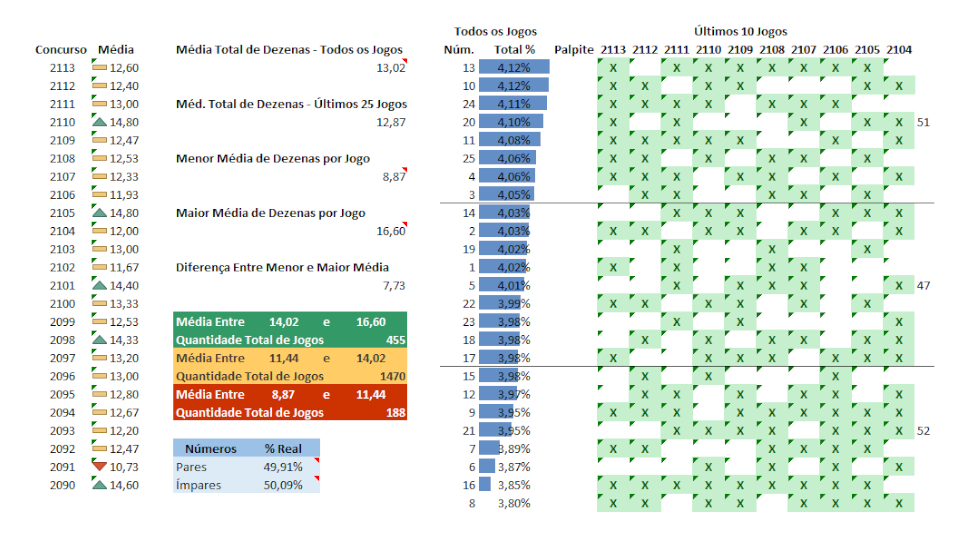 Todos os Jogos Últimos 10 Jogos
Concurso Média Média Total de Dezenas - Todos os Jogos Núm. Total % Palpite 2113 2112 2111 2110 2109 2108 2107 2106 2105 2104
2113 12,60 13,02 13 4,12% X X X X X X X X
2112 12,40 10 4,12% X X X X X X
2111 13,00 Méd. Total de Dezenas - Últimos 25 Jogos 24 4,11% X X X X X X X
2110 14,80 12,87 20 4,10% X X X X X 51
2109 12,47 11 4,08% X X X X X X X
2108 12,53 Menor Média de Dezenas por Jogo 25 4,06% X X X X X X
2107 12,33 8,87 4 4,06% X X X X X X X
2106 11,93 3 4,05% X X X X X
2105 14,80 Maior Média de Dezenas por Jogo 14 4,03% X X X X X X
2104 12,00 16,60 2 4,03% X X X X X X X X X
2103 13,00 19 4,02% X X X
2102 11,67 Diferença Entre Menor e Maior Média 1 4,02% X X X X
2101 14,40 7,73 5 4,01% X X X X X 47
2100 13,33 22 3,99% X X X X X X
2099 12,53 Média Entre 14,02 e 16,60 23 3,98% X X X
2098 14,33 Quantidade Total de Jogos 455 18 3,98% X X X X X X X
2097 13,20 Média Entre 11,44 e 14,02 17 3,98% X X X X X X X
2096 13,00 Quantidade Total de Jogos 1470 15 3,98% X X X
2095 12,80 Média Entre 8,87 e 11,44 12 3,97% X X X X X X
2094 12,67 Quantidade Total de Jogos 188 9 3,95% X X X X X X X X X X
2093 12,20 21 3,95% X X X X X X X X 52
2092 12,47 Números % Real 7 3,89% X X X X X X X
2091 10,73 Pares 49,91% 6 3,87% X X X X
2090 14,60 Ímpares 50,09% 16 3,85% X X X X X X X X X
8 3,80% X X X X X X X X